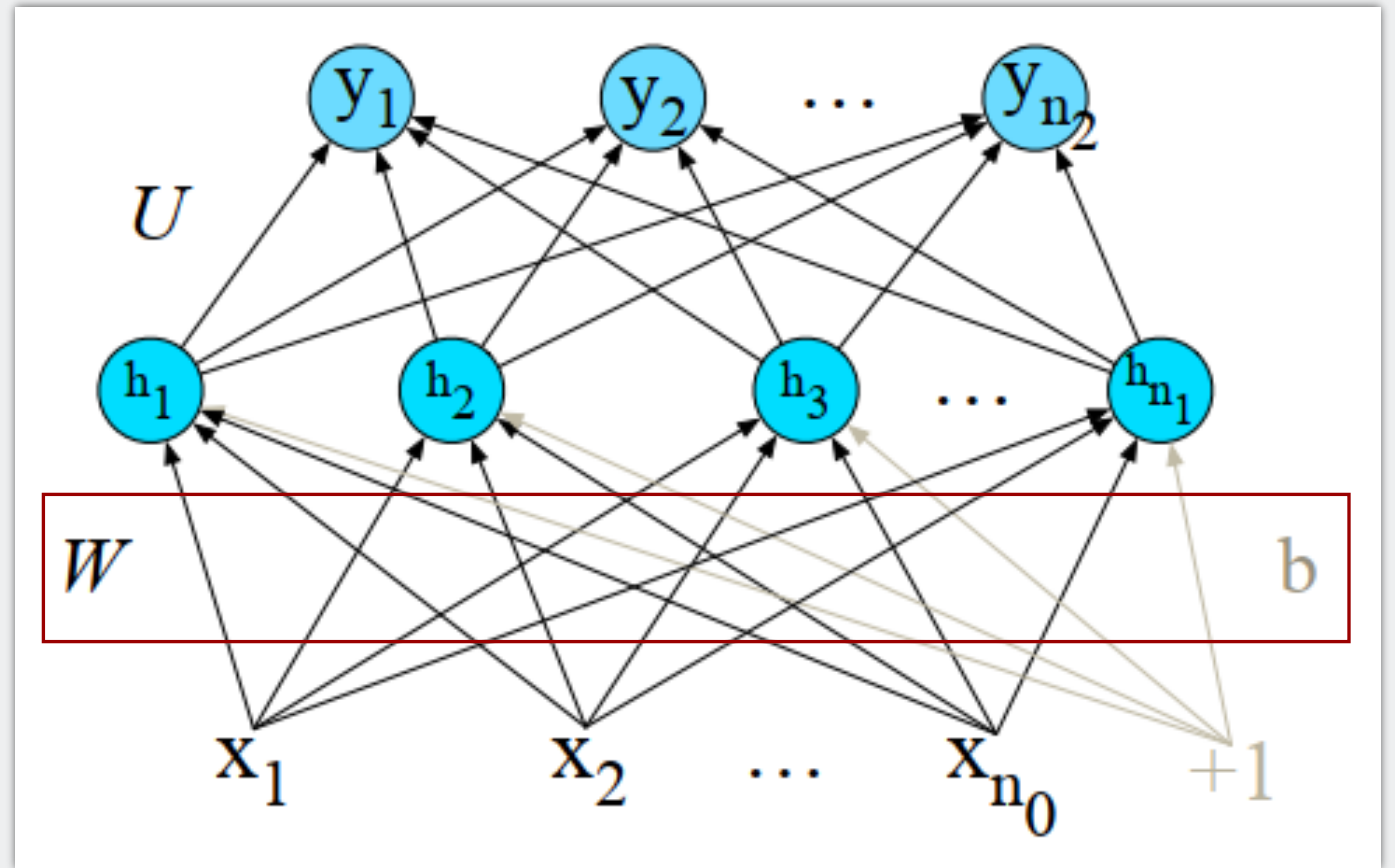 y₁ y₂ … yₙ₂
U
h₁ h₂ h₃ … hₙ₁
W b
x₁ x₂ … xₙ₀ +1